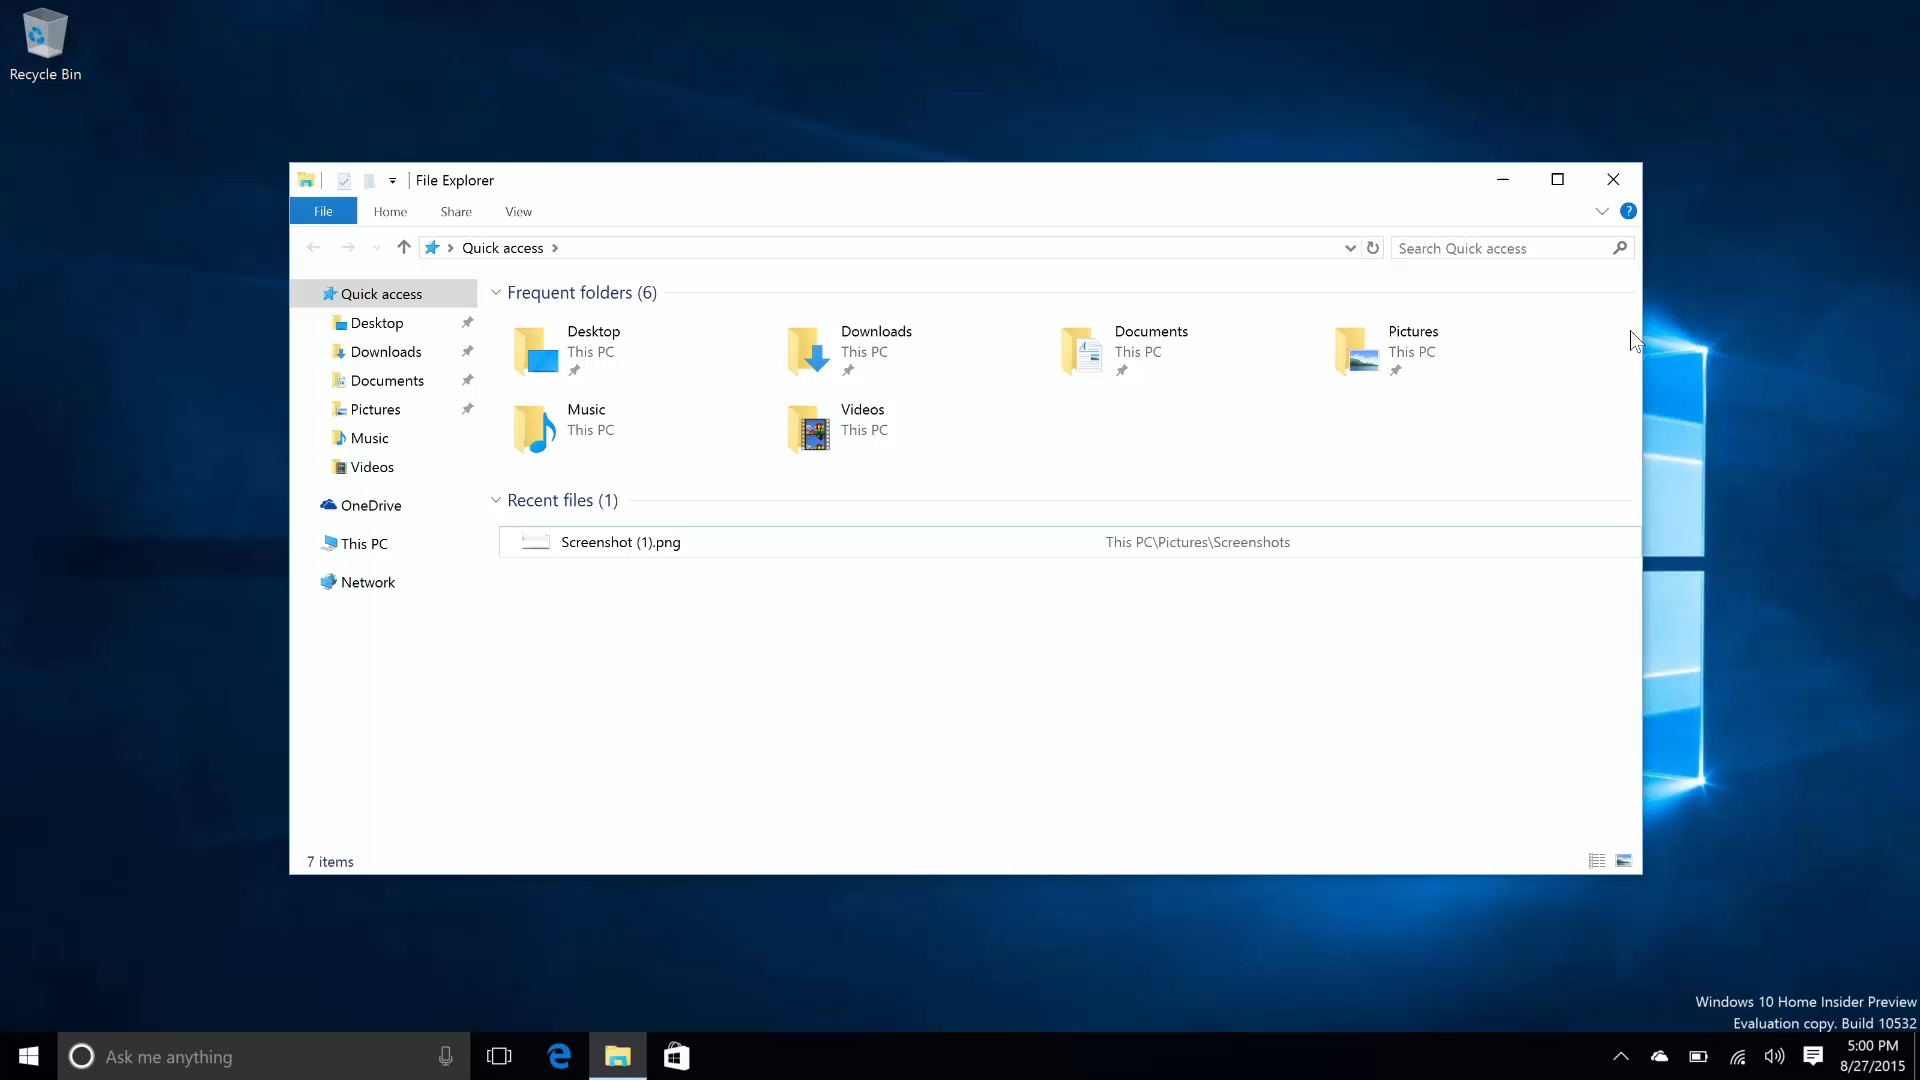 Recycle Bin
File Explorer
File Home Share View
?
Quick access
Search Quick access
Quick access
Desktop
Downloads
Documents
Pictures
Music
Videos
OneDrive
This PC
Network
Frequent folders (6)
Desktop
This PC
Downloads
This PC
Documents
This PC
Pictures
This PC
Music
This PC
Videos
This PC
Recent files (1)
Screenshot (1).png This PC\Pictures\Screenshots
7 items
Windows 10 Home Insider Preview
Evaluation copy. Build 10532
Ask me anything
5:00 PM
8/27/2015